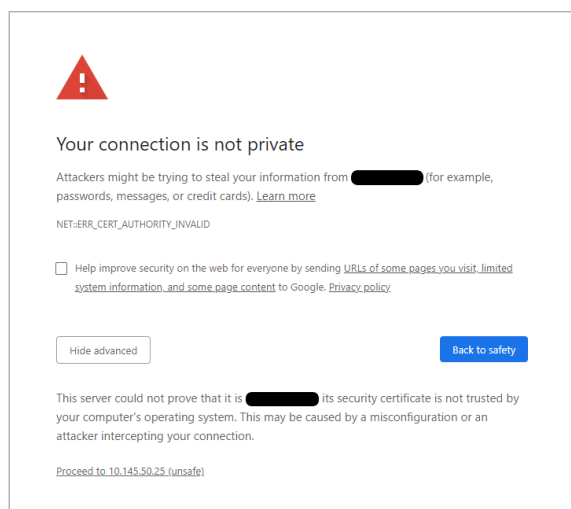 Your connection is not private
Attackers might be trying to steal your information from (for example,
passwords, messages, or credit cards). Learn more
NET::ERR_CERT_AUTHORITY_INVALID
Help improve security on the web for everyone by sending URLs of some pages you visit, limited
system information, and some page content to Google. Privacy policy
Hide advanced
Back to safety
This server could not prove that it is its security certificate is not trusted by
your computer's operating system. This may be caused by a misconfiguration or an
attacker intercepting your connection.
Proceed to 10.145.50.25 (unsafe)